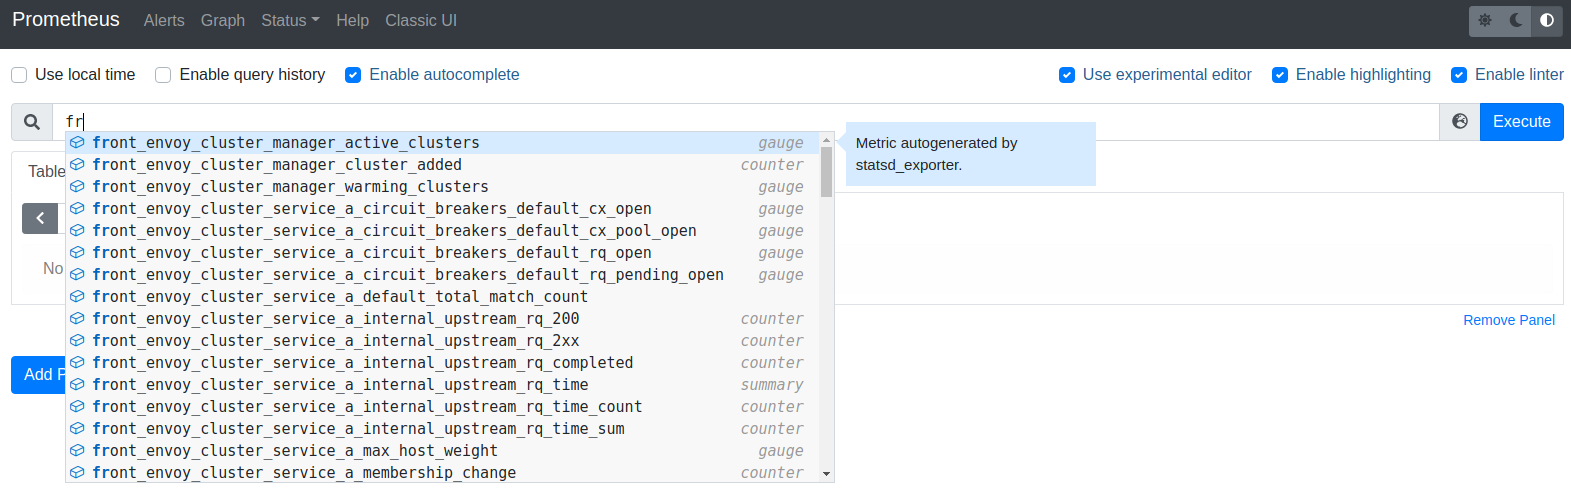 Prometheus Alerts Graph Status Help Classic UI
Use local time Enable query history Enable autocomplete Use experimental editor Enable highlighting Enable linter
fr Execute
front_envoy_cluster_manager_active_clusters gauge
Metric autogenerated by
statsd_exporter.
front_envoy_cluster_manager_cluster_added counter
Table
front_envoy_cluster_manager_warming_clusters gauge
front_envoy_cluster_service_a_circuit_breakers_default_cx_open gauge
front_envoy_cluster_service_a_circuit_breakers_default_cx_pool_open gauge
front_envoy_cluster_service_a_circuit_breakers_default_rq_open gauge
No
front_envoy_cluster_service_a_circuit_breakers_default_rq_pending_open gauge
front_envoy_cluster_service_a_default_total_match_count
front_envoy_cluster_service_a_internal_upstream_rq_200 counter
Remove Panel
front_envoy_cluster_service_a_internal_upstream_rq_2xx counter
front_envoy_cluster_service_a_internal_upstream_rq_completed counter
Add P
front_envoy_cluster_service_a_internal_upstream_rq_time summary
front_envoy_cluster_service_a_internal_upstream_rq_time_count counter
front_envoy_cluster_service_a_internal_upstream_rq_time_sum counter
front_envoy_cluster_service_a_max_host_weight gauge
front_envoy_cluster_service_a_membership_change counter